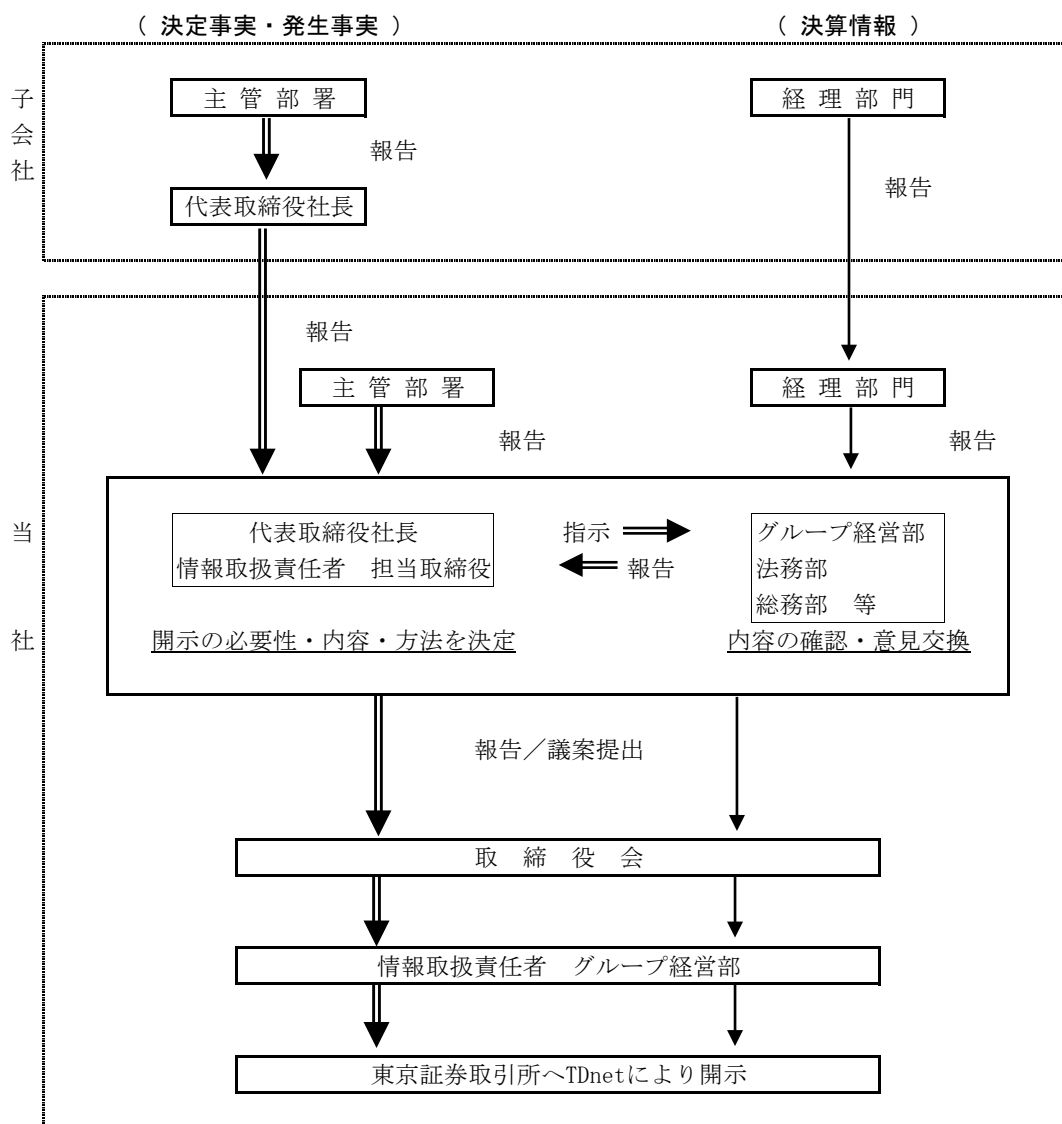 （ 決定事実・発生事実 ）
（ 決算情報 ）
子会社
主 管 部 署
経 理 部 門
報告
報告
代表取締役社長
報告
主 管 部 署
経 理 部 門
報告
報告
当社
代表取締役社長
情報取扱責任者　担当取締役
指示
報告
グループ経営部
法務部
総務部　等
開示の必要性・内容・方法を決定
内容の確認・意見交換
報告／議案提出
取　締　役　会
情報取扱責任者　グループ経営部
東京証券取引所へTDnetにより開示